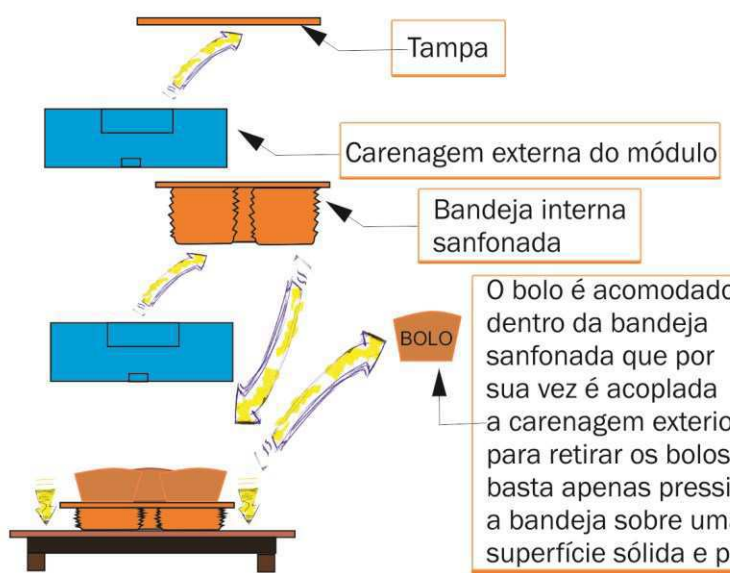 Tampa
Carenagem externa do módulo
Bandeja interna
sanfonada
BOLO
O bolo é acomodado
dentro da bandeja
sanfonada que por
sua vez é acoplada
a carenagem exterio
para retirar os bolos
basta apenas pressi
a bandeja sobre uma
superfície sólida e p